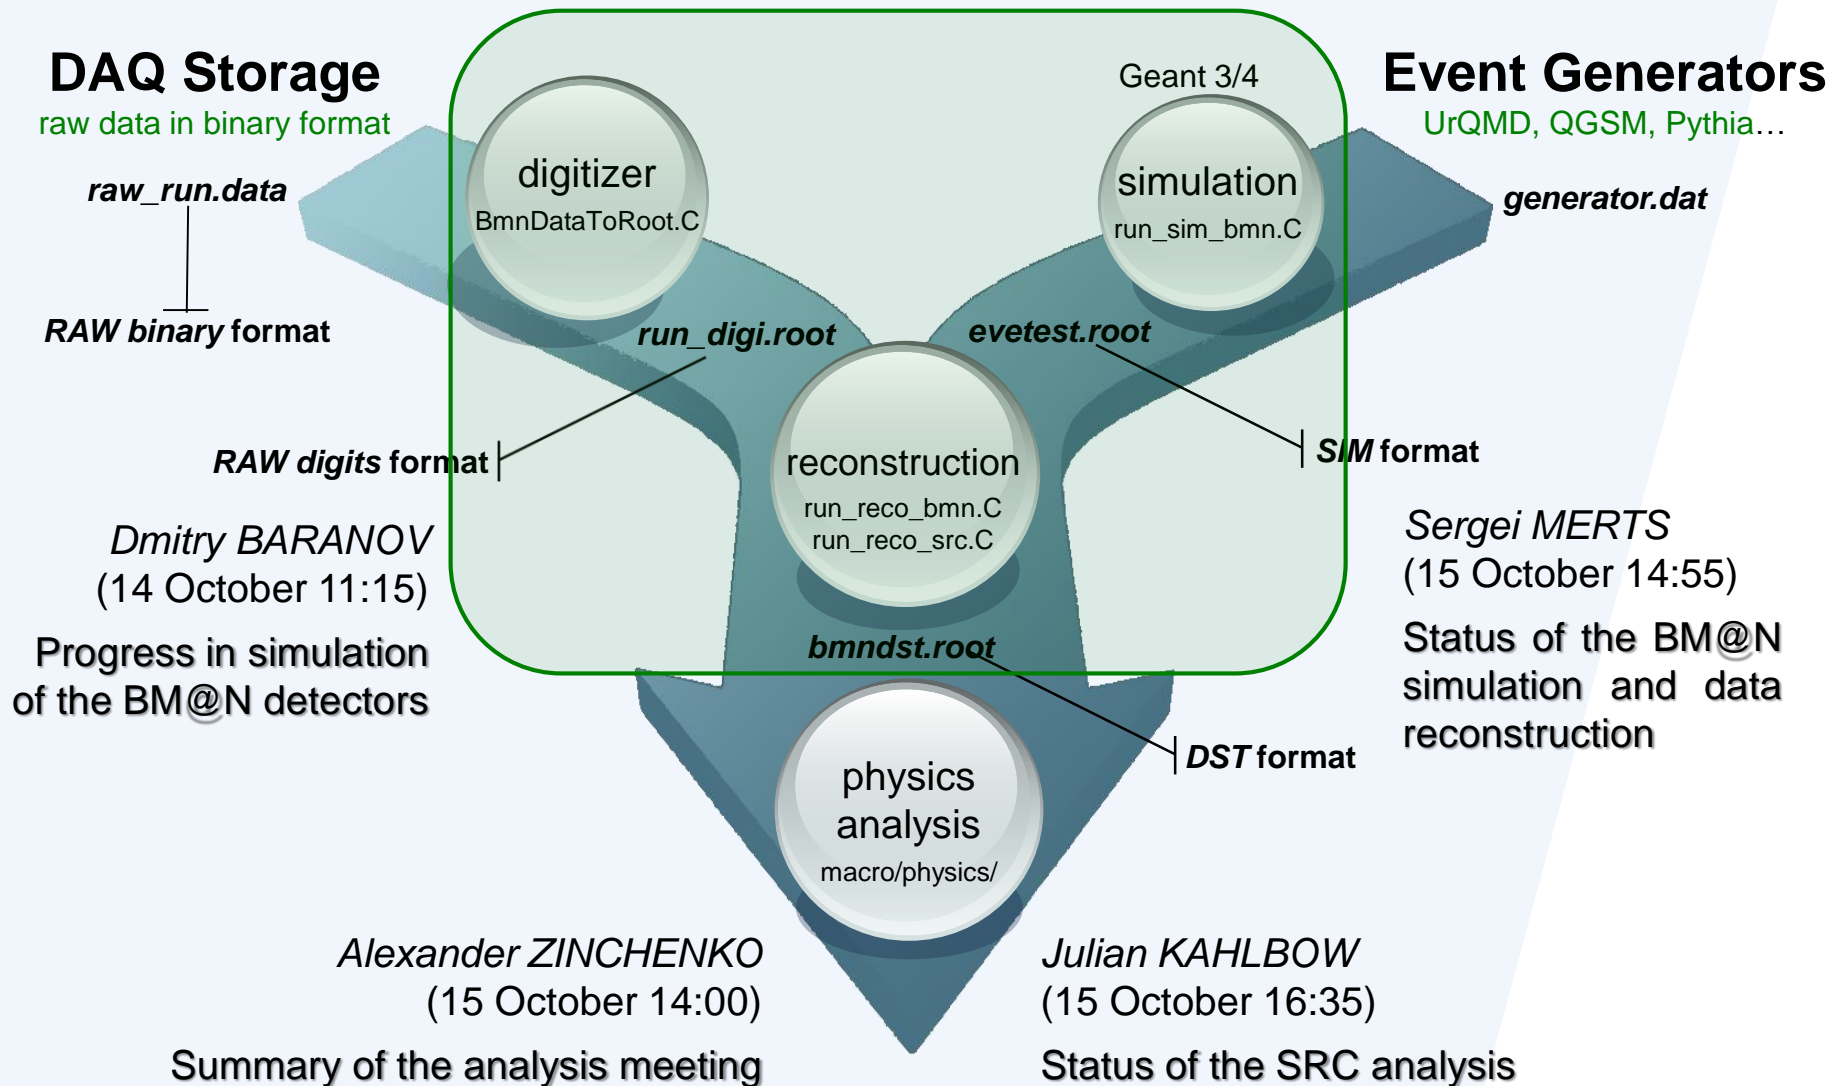 DAQ Storage
raw data in binary format
raw_run.data
RAW binary format
Geant 3/4
Event Generators
UrQMD, QGSM, Pythia…
generator.dat
digitizer
BmnDataToRoot.C
simulation
run_sim_bmn.C
run_digi.root
evetest.root
RAW digits format
SIM format
reconstruction
run_reco_bmn.C
run_reco_src.C
Dmitry BARANOV
(14 October 11:15)
Progress in simulation
of the BM@N detectors
Sergei MERTS
(15 October 14:55)
Status of the BM@N
simulation and data
reconstruction
bmndst.root
DST format
physics
analysis
macro/physics/
Alexander ZINCHENKO
(15 October 14:00)
Summary of the analysis meeting
Julian KAHLBOW
(15 October 16:35)
Status of the SRC analysis